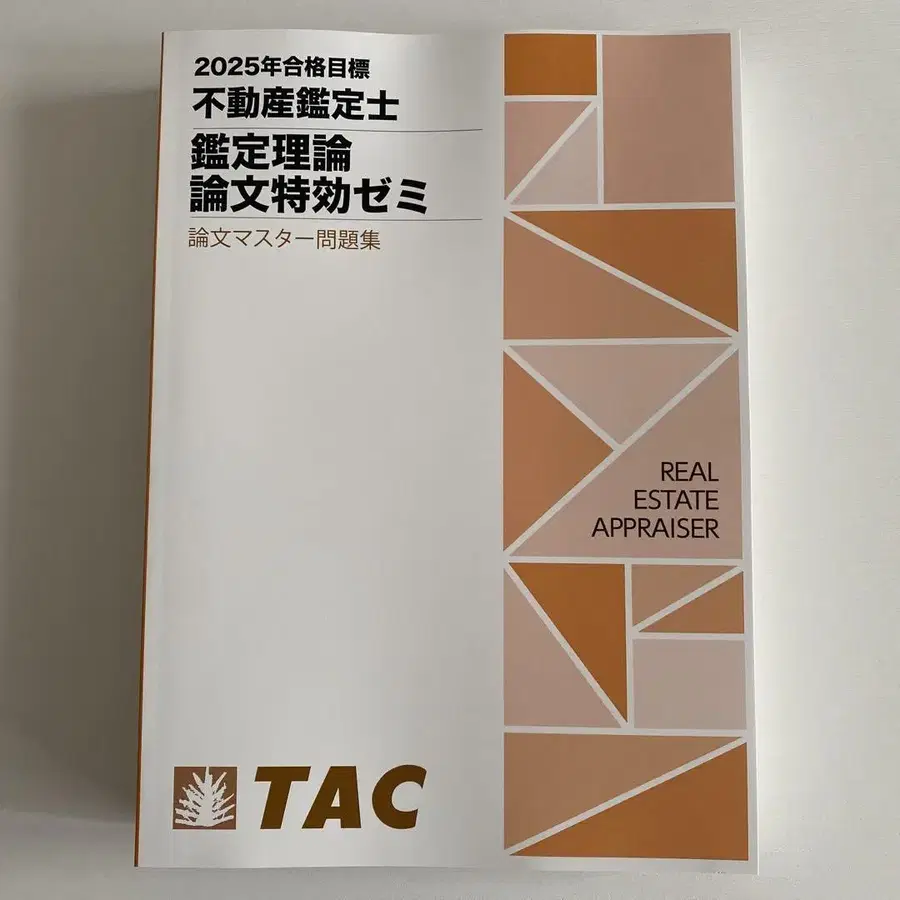 2025年合格目標
不動産鑑定士
鑑定理論
論文特効ゼミ
論文マスター問題集
REAL
ESTATE
APPRAISER
TAC